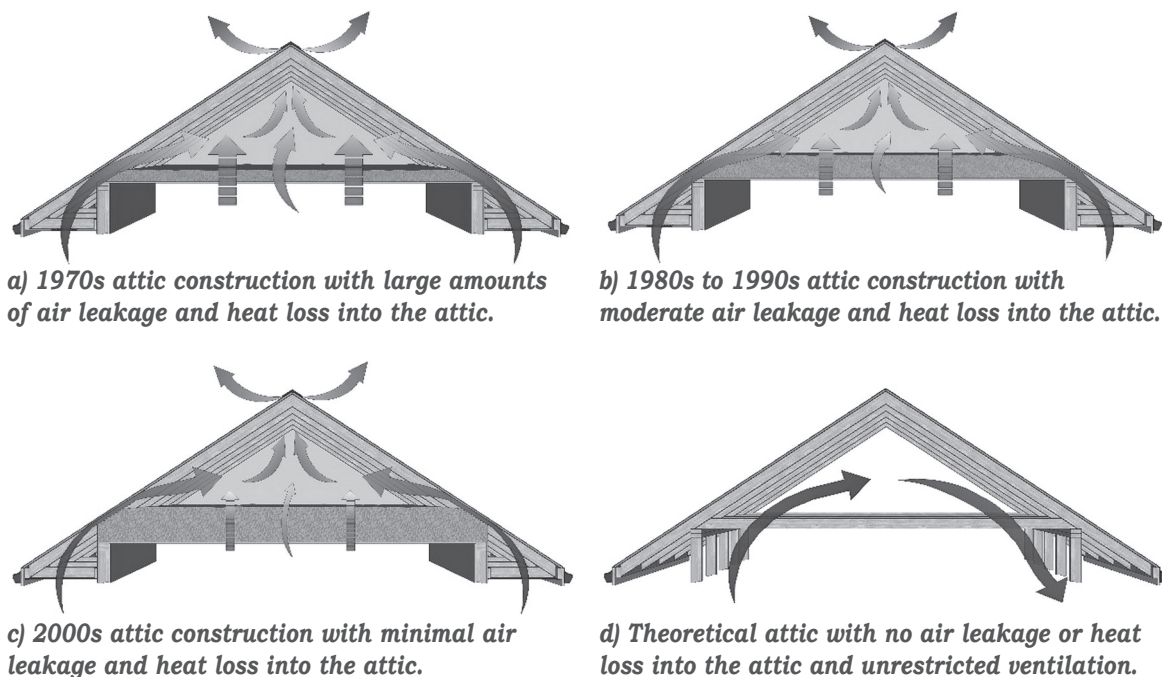 a) 1970s attic construction with large amounts
of air leakage and heat loss into the attic.
b) 1980s to 1990s attic construction with
moderate air leakage and heat loss into the attic.
c) 2000s attic construction with minimal air
leakage and heat loss into the attic.
d) Theoretical attic with no air leakage or heat
loss into the attic and unrestricted ventilation.